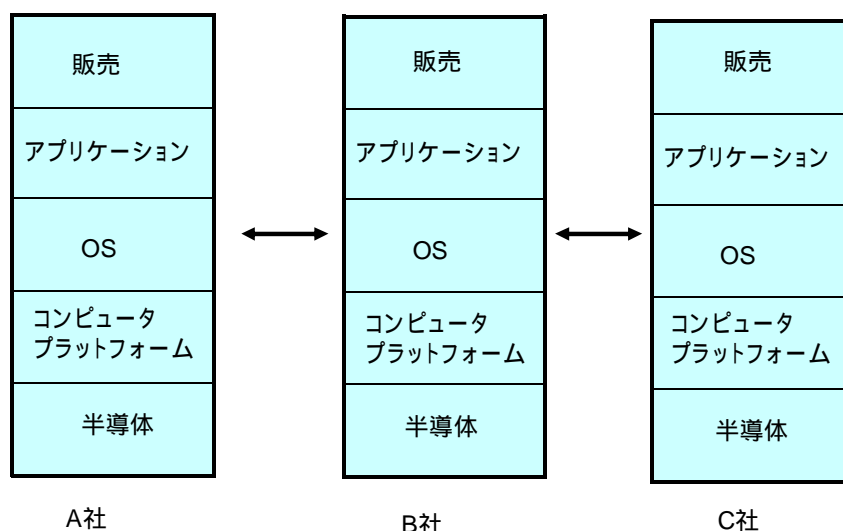 販売
アプリケーション
OS
コンピュータ
プラットフォーム
半導体
A社
販売
アプリケーション
OS
コンピュータ
プラットフォーム
半導体
B社
販売
アプリケーション
OS
コンピュータ
プラットフォーム
半導体
C社